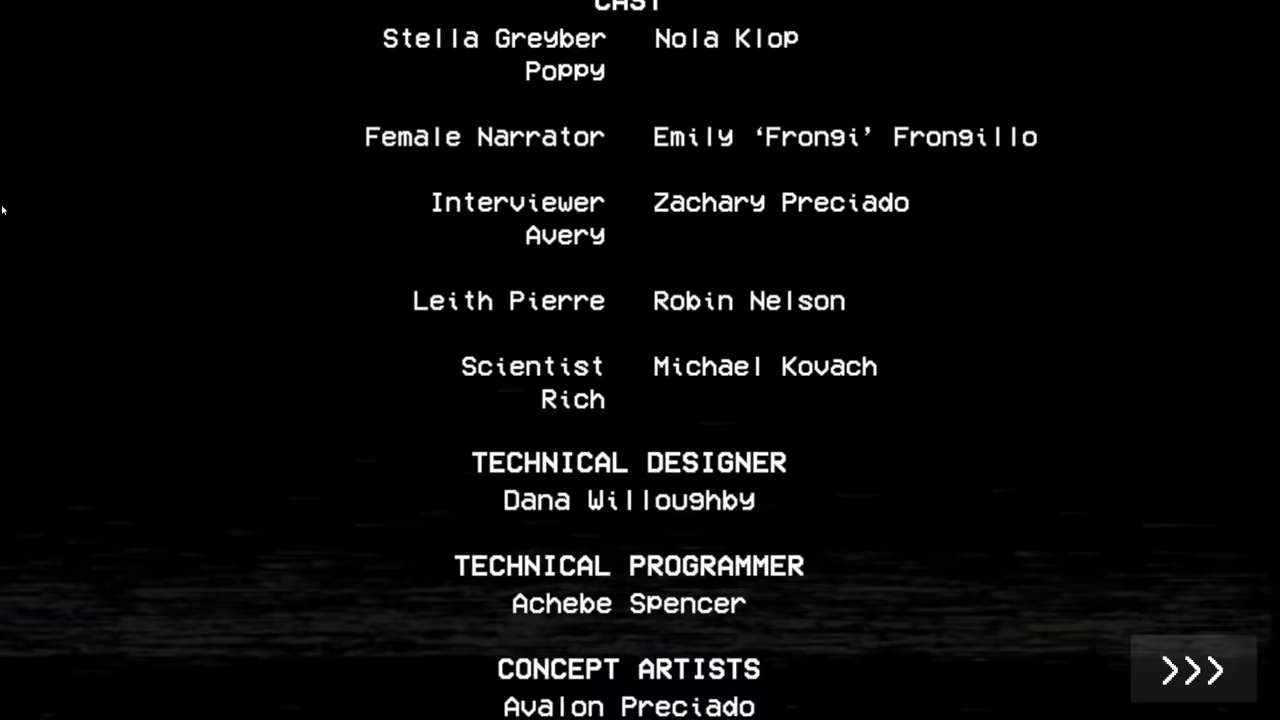 CAST
Stella Greyber Nola Klop
Poppy
Female Narrator Emily ‘Frongi’ Frongillo
Interviewer Zachary Preciado
Avery
Leith Pierre Robin Nelson
Scientist Michael Kovach
Rich
TECHNICAL DESIGNER
Dana Willoughby
TECHNICAL PROGRAMMER
Achebe Spencer
CONCEPT ARTISTS
Avalon Preciado
>>>